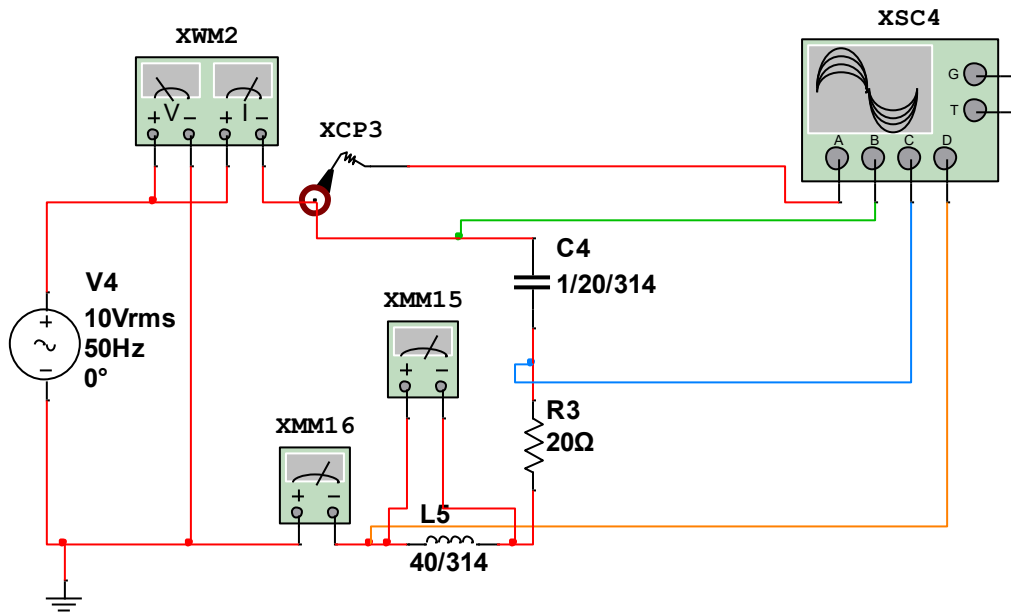 XSC4
XWM2
V
I
+
−
+
−
G
T
A
B
C
D
XCP3
C4
1/20/314
V4
10Vrms
50Hz
0°
+
−
XMM15
+
−
R3
20Ω
XMM16
+
−
L5
40/314